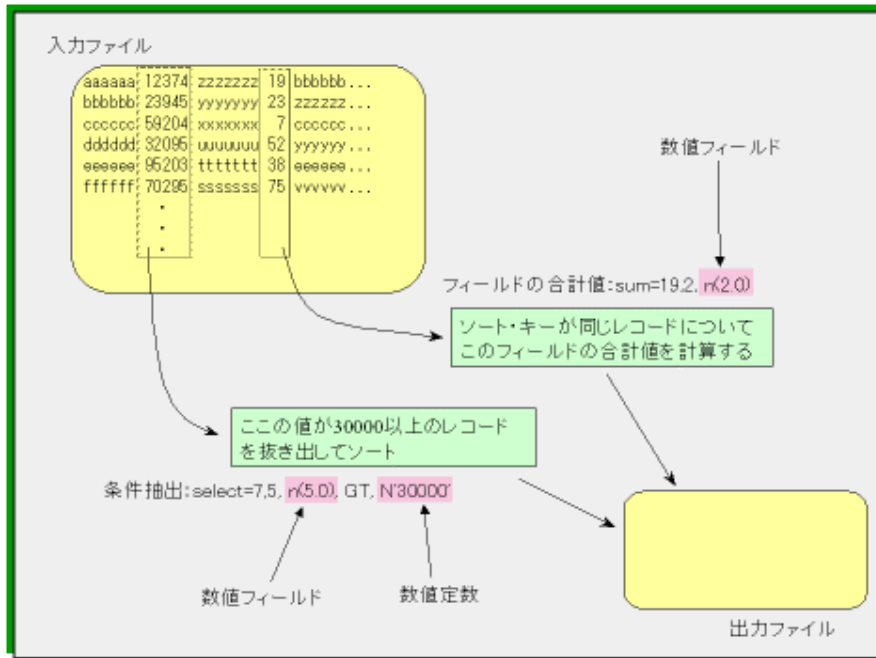 入力ファイル
aaaaaa 12374 zzzzzzz 19 bbbbbb...
bbbbbb 23945 yyyyyyy 23 zzzzzz...
cccccc 59204 xxxxxxx 7 cccccc...
dddddd 32095 uuuuuuu 52 yyyyyy...
eeeeee 95203 ttttttt 38 eeeeee...
ffffff 70295 sssssss 75 vvvvvv...
数値フィールド
フィールドの合計値:sum=19.2, n(2.0)
ソート・キーが同じレコードについて
このフィールドの合計値を計算する
ここの値が30000以上のレコード
を抜き出してソート
条件抽出:select=7.5, n(5.0), GT, N'30000'
数値フィールド
数値定数
出力ファイル